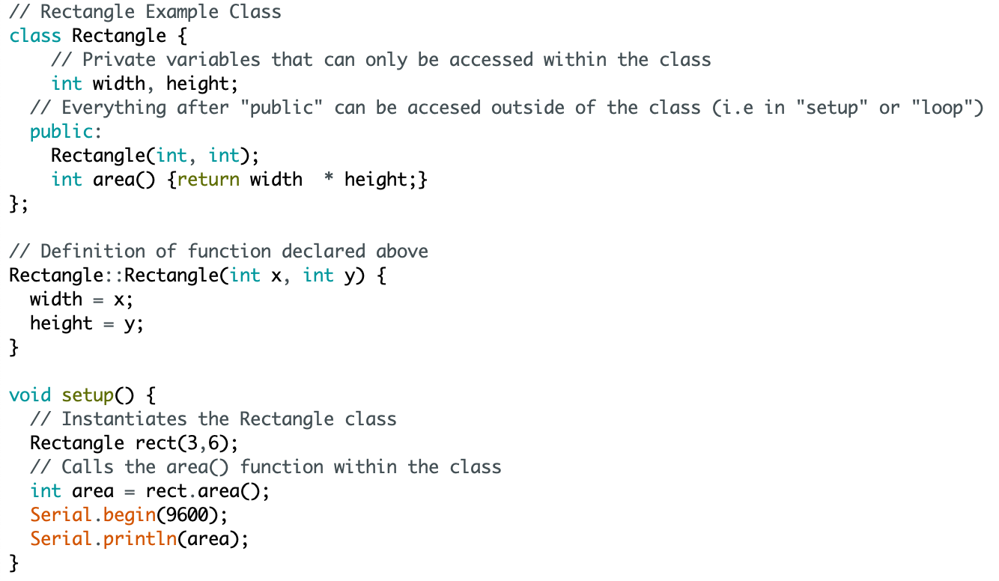 // Rectangle Example Class
class Rectangle {
    // Private variables that can only be accessed within the class
    int width, height;
  // Everything after "public" can be accesed outside of the class (i.e in "setup" or "loop")
  public:
    Rectangle(int, int);
    int area() {return width  * height;}
};

// Definition of function declared above
Rectangle::Rectangle(int x, int y) {
  width = x;
  height = y;
}

void setup() {
  // Instantiates the Rectangle class
  Rectangle rect(3,6);
  // Calls the area() function within the class
  int area = rect.area();
  Serial.begin(9600);
  Serial.println(area);
}